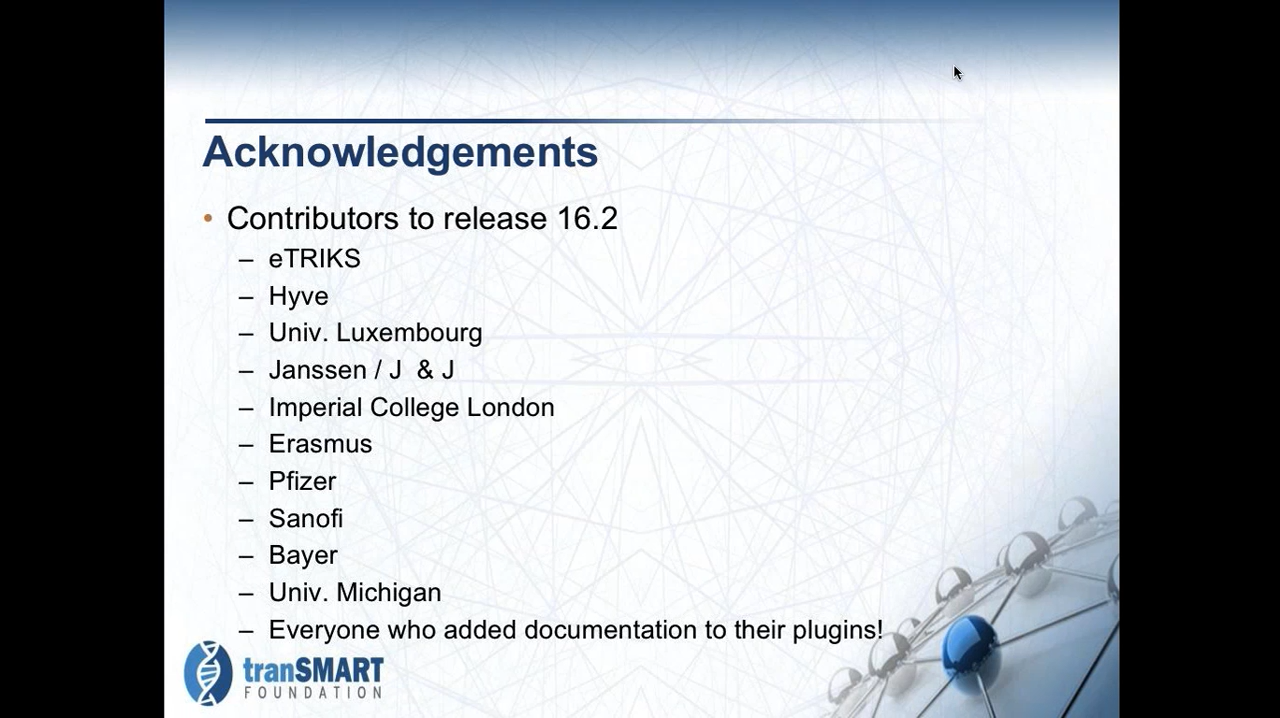 Acknowledgements
• Contributors to release 16.2
– eTRIKS
– Hyve
– Univ. Luxembourg
– Janssen / J & J
– Imperial College London
– Erasmus
– Pfizer
– Sanofi
– Bayer
– Univ. Michigan
– Everyone who added documentation to their plugins!
tranSMART
FOUNDATION